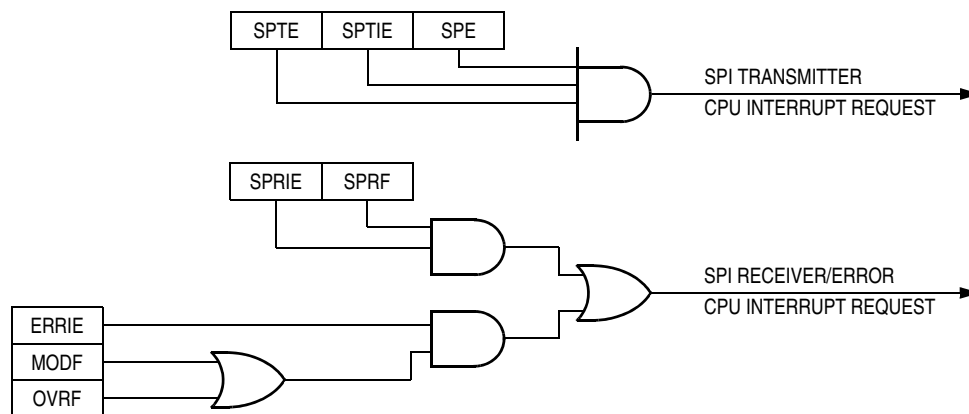 SPTE SPTIE SPE
SPI TRANSMITTER
CPU INTERRUPT REQUEST
SPRIE SPRF
SPI RECEIVER/ERROR
CPU INTERRUPT REQUEST
ERRIE
MODF
OVRF